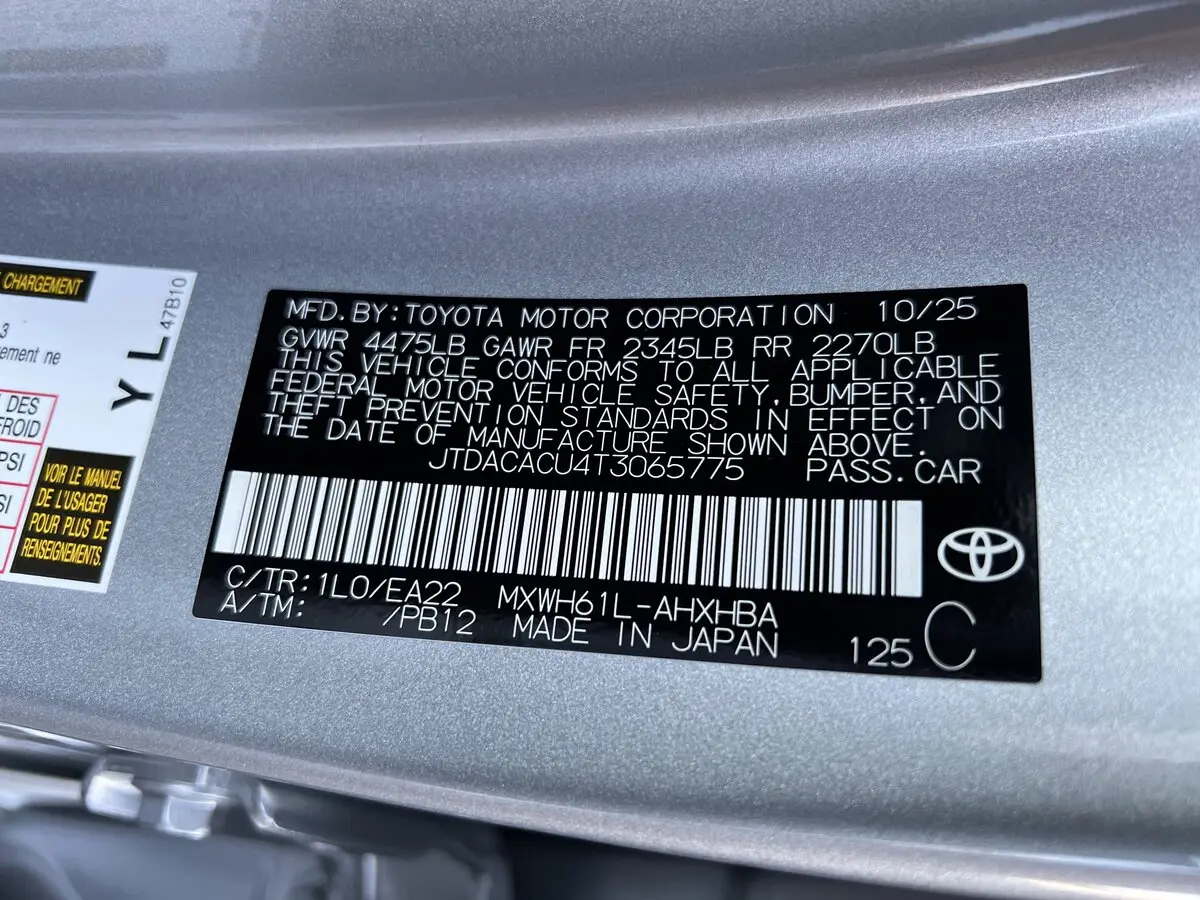 CHARGEMENT
3
ement ne
DES
FROID
PSI
SI
VOIR LE MANUEL
DE L'USAGER
POUR PLUS DE
RENSEIGNEMENTS.
YL
47B10
MFD.BY:TOYOTA MOTOR CORPORATION 10/25
GVWR 4475LB GAWR FR 2345LB RR 2270LB
THIS VEHICLE CONFORMS TO ALL APPLICABLE
FEDERAL MOTOR VEHICLE SAFETY,BUMPER,AND
THEFT PREVENTION STANDARDS IN EFFECT ON
THE DATE OF MANUFACTURE SHOWN ABOVE.
JTDACACU4T3065775 PASS.CAR
C/TR:1L0/EA22 MXWH61L-AHXHBA
A/TM: /PB12 MADE IN JAPAN 125 C